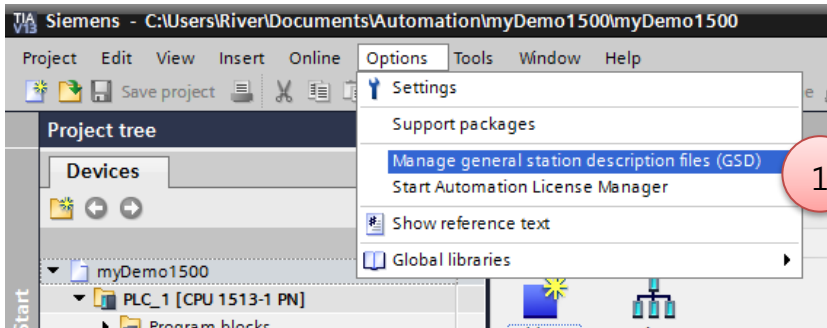 TIA V13 Siemens - C:\Users\River\Documents\Automation\myDemo1500\myDemo1500
Project Edit View Insert Online Options Tools Window Help
Save project
Settings
Support packages
Manage general station description files (GSD)
1
Start Automation License Manager
Show reference text
Global libraries
Project tree
Devices
myDemo1500
PLC_1 [CPU 1513-1 PN]
Program blocks
Start